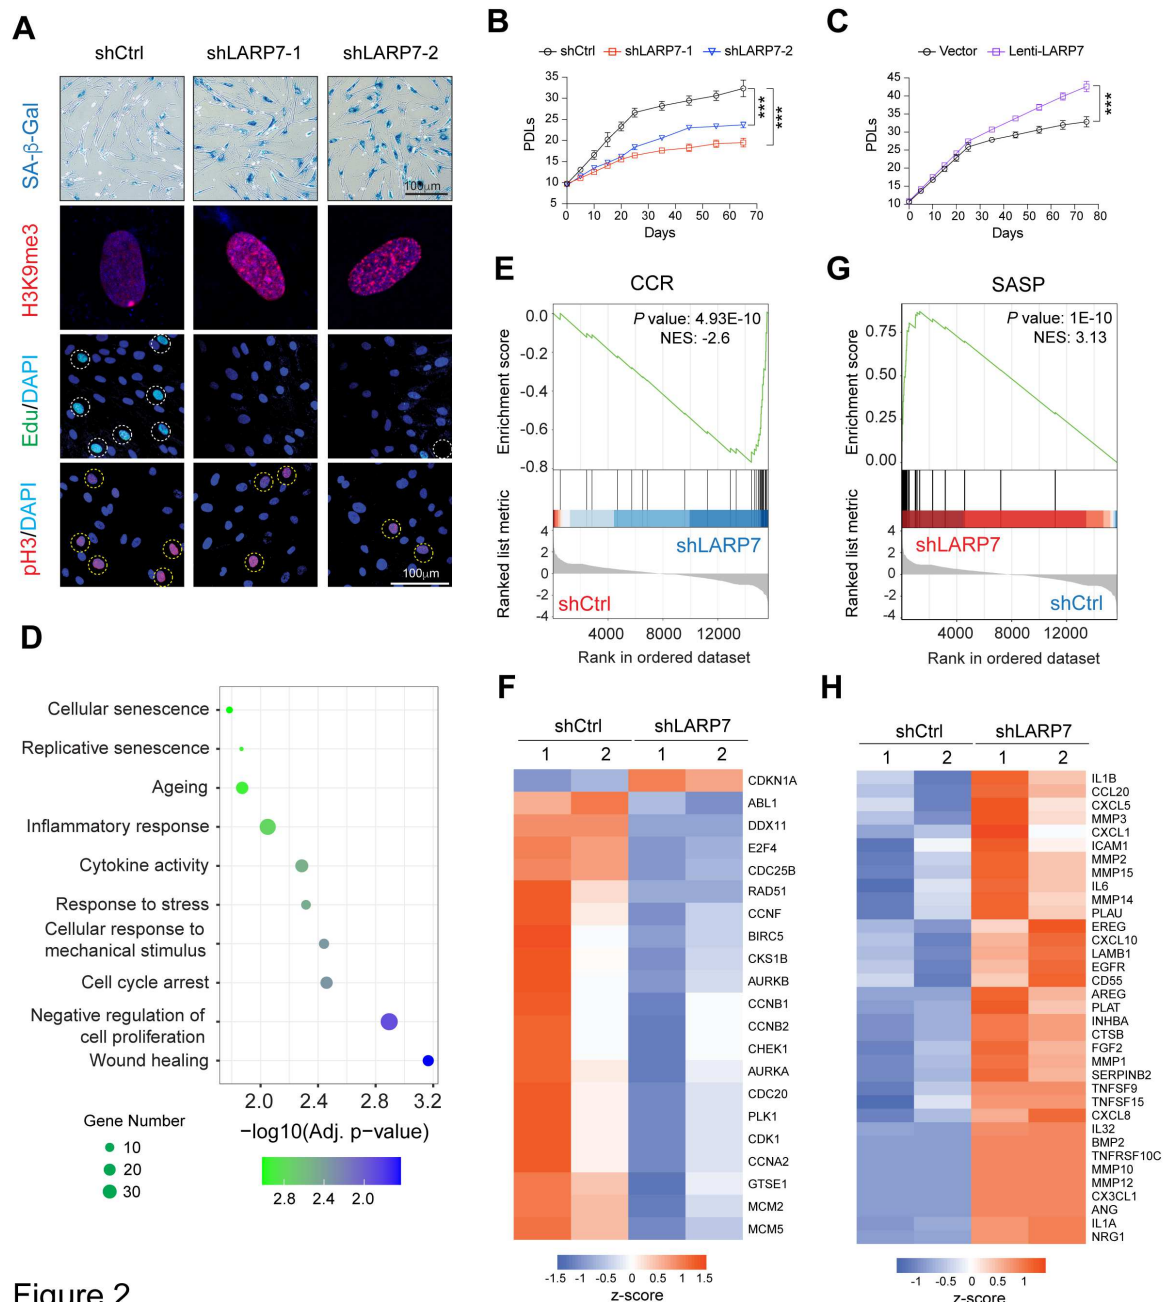 A
shCtrl
shLARP7-1
shLARP7-2
SA-β-Gal
100μm
H3K9me3
Edu/DAPI
pH3/DAPI
100μm
B
shCtrl
shLARP7-1
shLARP7-2
35
30
25
20
15
10
5
PDLs
***
***
0
10
20
30
40
50
60
70
Days
C
Vector
Lenti-LARP7
45
40
35
30
25
20
15
10
PDLs
***
0
10
20
30
40
50
60
70
80
Days
D
Cellular senescence
Replicative senescence
Ageing
Inflammatory response
Cytokine activity
Response to stress
Cellular response to
mechanical stimulus
Cell cycle arrest
Negative regulation of
cell proliferation
Wound healing
2.0
2.4
2.8
3.2
−log10(Adj. p-value)
Gene Number
10
20
30
2.8
2.4
2.0
E
CCR
P value: 4.93E-10
NES: -2.6
Enrichment score
0.0
-0.2
-0.4
-0.6
-0.8
Ranked list metric
shLARP7
4
2
0
-2
-4
shCtrl
4000
8000
12000
Rank in ordered dataset
G
SASP
P value: 1E-10
NES: 3.13
Enrichment score
0.75
0.50
0.25
0.00
Ranked list metric
shLARP7
4
2
0
-2
-4
shCtrl
4000
8000
12000
Rank in ordered dataset
F
shCtrl
shLARP7
1
2
1
2
CDKN1A
ABL1
DDX11
E2F4
CDC25B
RAD51
CCNF
BIRC5
CKS1B
AURKB
CCNB1
CCNB2
CHEK1
AURKA
CDC20
PLK1
CDK1
CCNA2
GTSE1
MCM2
MCM5
-1.5
-1
-0.5
0
0.5
1
1.5
z-score
H
shCtrl
shLARP7
1
2
1
2
IL1B
CCL20
CXCL5
MMP3
CXCL1
ICAM1
MMP2
MMP15
IL6
MMP14
PLAU
EREG
CXCL10
LAMB1
EGFR
CD55
AREG
PLAT
INHBA
CTSB
FGF2
MMP1
SERPINB2
TNFSF9
TNFSF15
CXCL8
IL32
BMP2
TNFRSF10C
MMP10
MMP12
CX3CL1
ANG
IL1A
NRG1
-1
-0.5
0
0.5
1
z-score
Figure 2